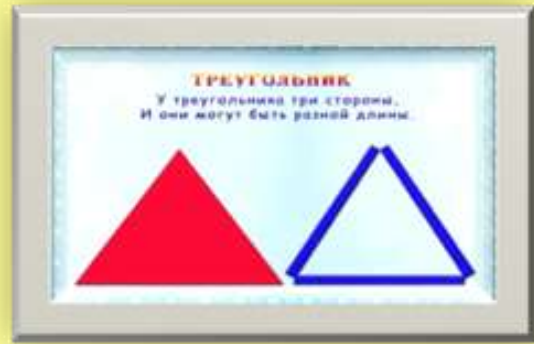 ТРЕУГОЛЬНИК
У треугольника три стороны,
И они могут быть разной длины.